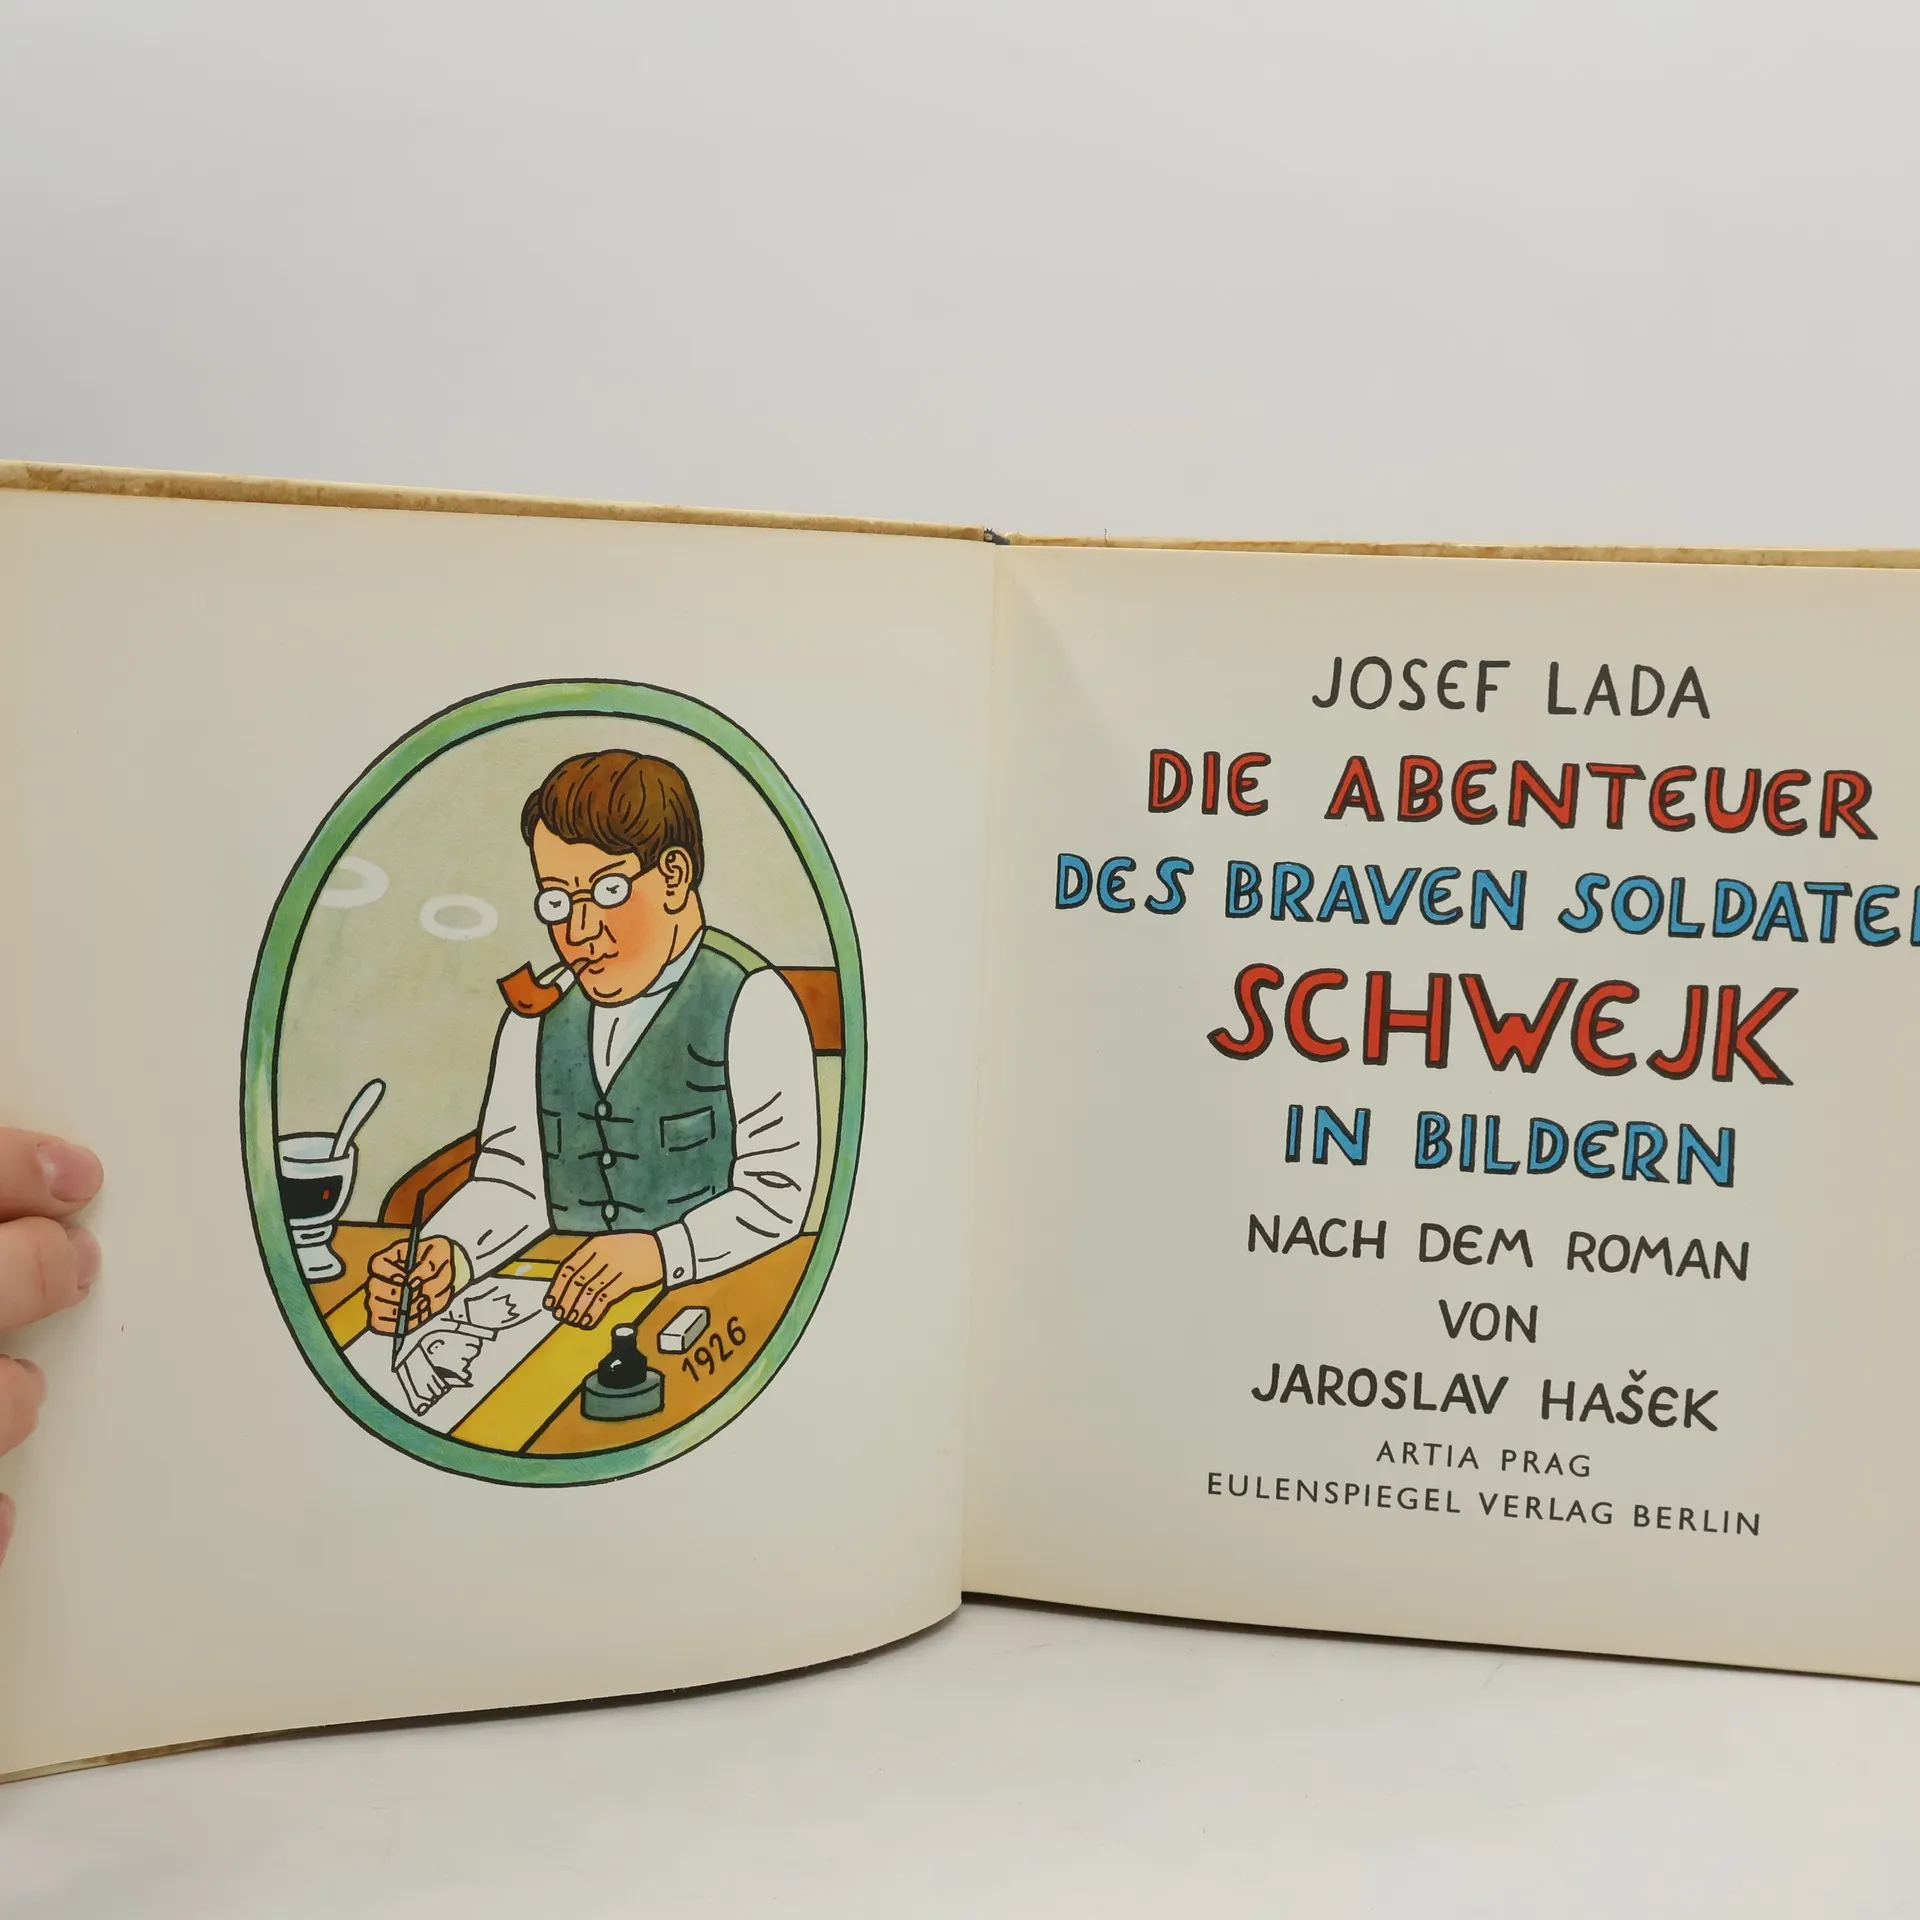 1926
JOSEF LADA
DIE ABENTEUER
DES BRAVEN SOLDATEN
SCHWEJK
IN BILDERN
NACH DEM ROMAN
VON
JAROSLAV HAŠEK
ARTIA PRAG
EULENSPIEGEL VERLAG BERLIN